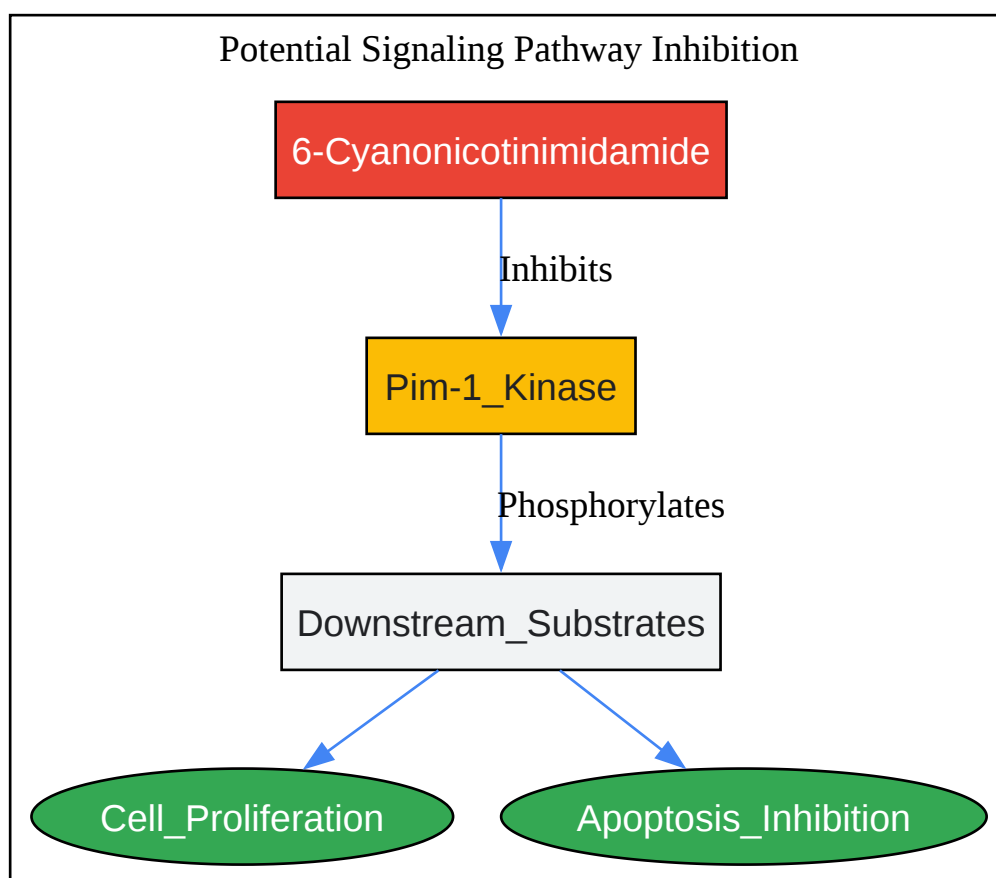 Potential Signaling Pathway Inhibition
6-Cyanonicotinimidamide
Inhibits
Pim-1_Kinase
Phosphorylates
Downstream_Substrates
Cell_Proliferation
Apoptosis_Inhibition